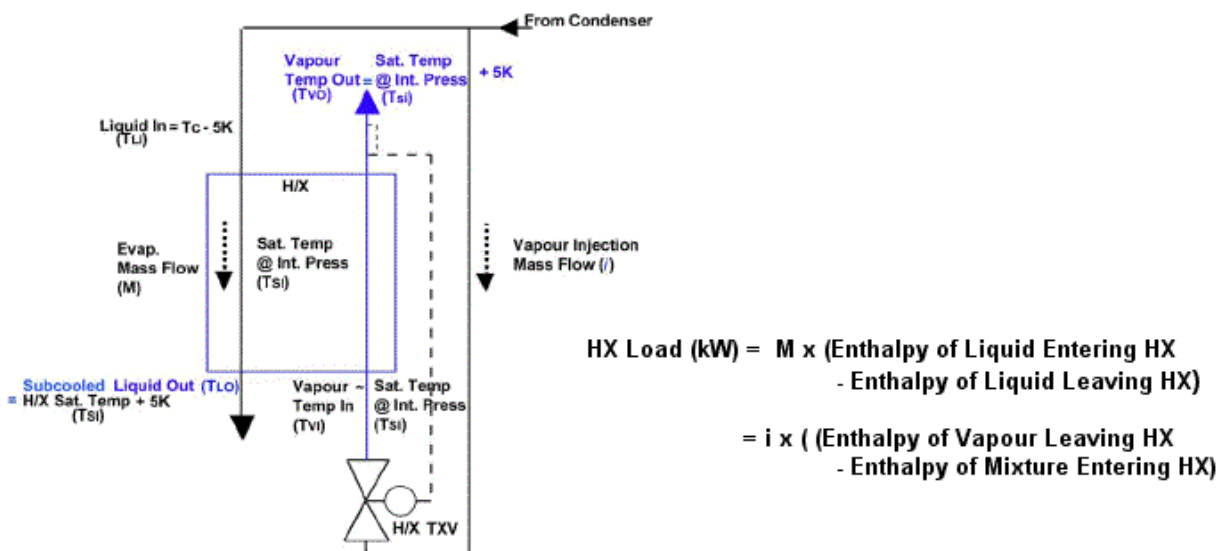 From Condenser
Vapour Sat. Temp
Temp Out = @ Int. Press + 5K
(TVO) (TSI)
Liquid In = TC - 5K
(TLI)
H/X
Evap.
Mass Flow
(M)
Sat. Temp
@ Int. Press
(TSI)
Vapour Injection
Mass Flow (i)
Subcooled Liquid Out (TLO)
= H/X Sat. Temp + 5K
(TSI)
Vapour ~ Sat. Temp
Temp In @ Int. Press
(TVI) (TSI)
H/X TXV
HX Load (kW) = M x (Enthalpy of Liquid Entering HX
- Enthalpy of Liquid Leaving HX)
= i x ( (Enthalpy of Vapour Leaving HX
- Enthalpy of Mixture Entering HX)